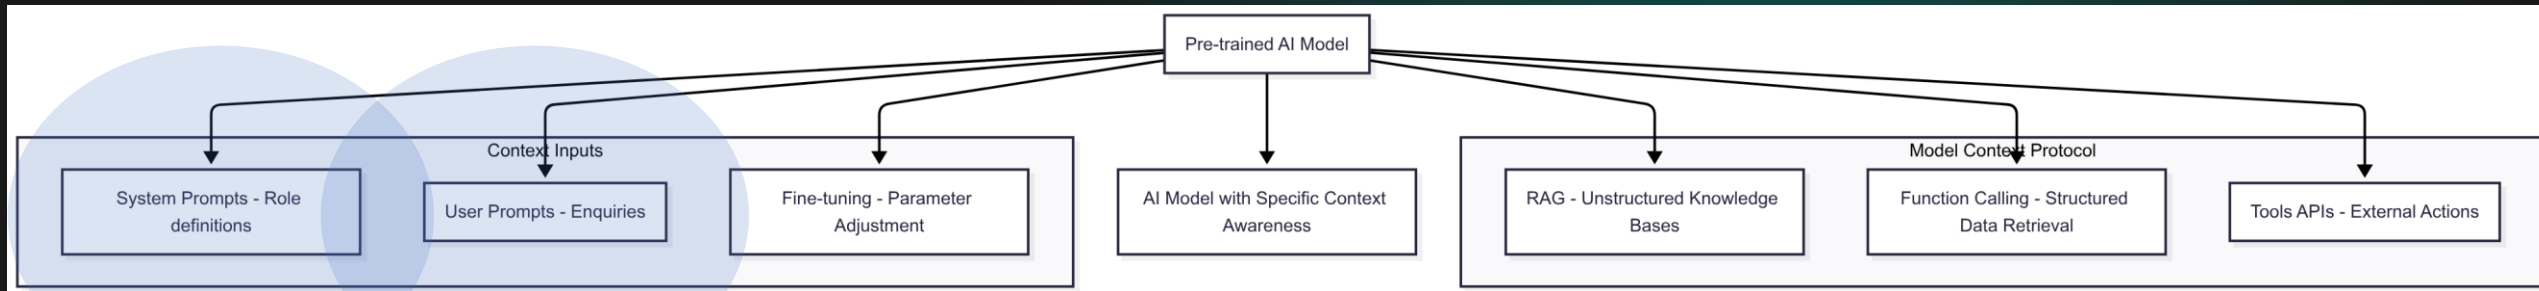 Pre-trained AI Model
Context Inputs
System Prompts - Role
definitions
User Prompts - Enquiries
Fine-tuning - Parameter
Adjustment
AI Model with Specific Context
Awareness
Model Context Protocol
RAG - Unstructured Knowledge
Bases
Function Calling - Structured
Data Retrieval
Tools APIs - External Actions